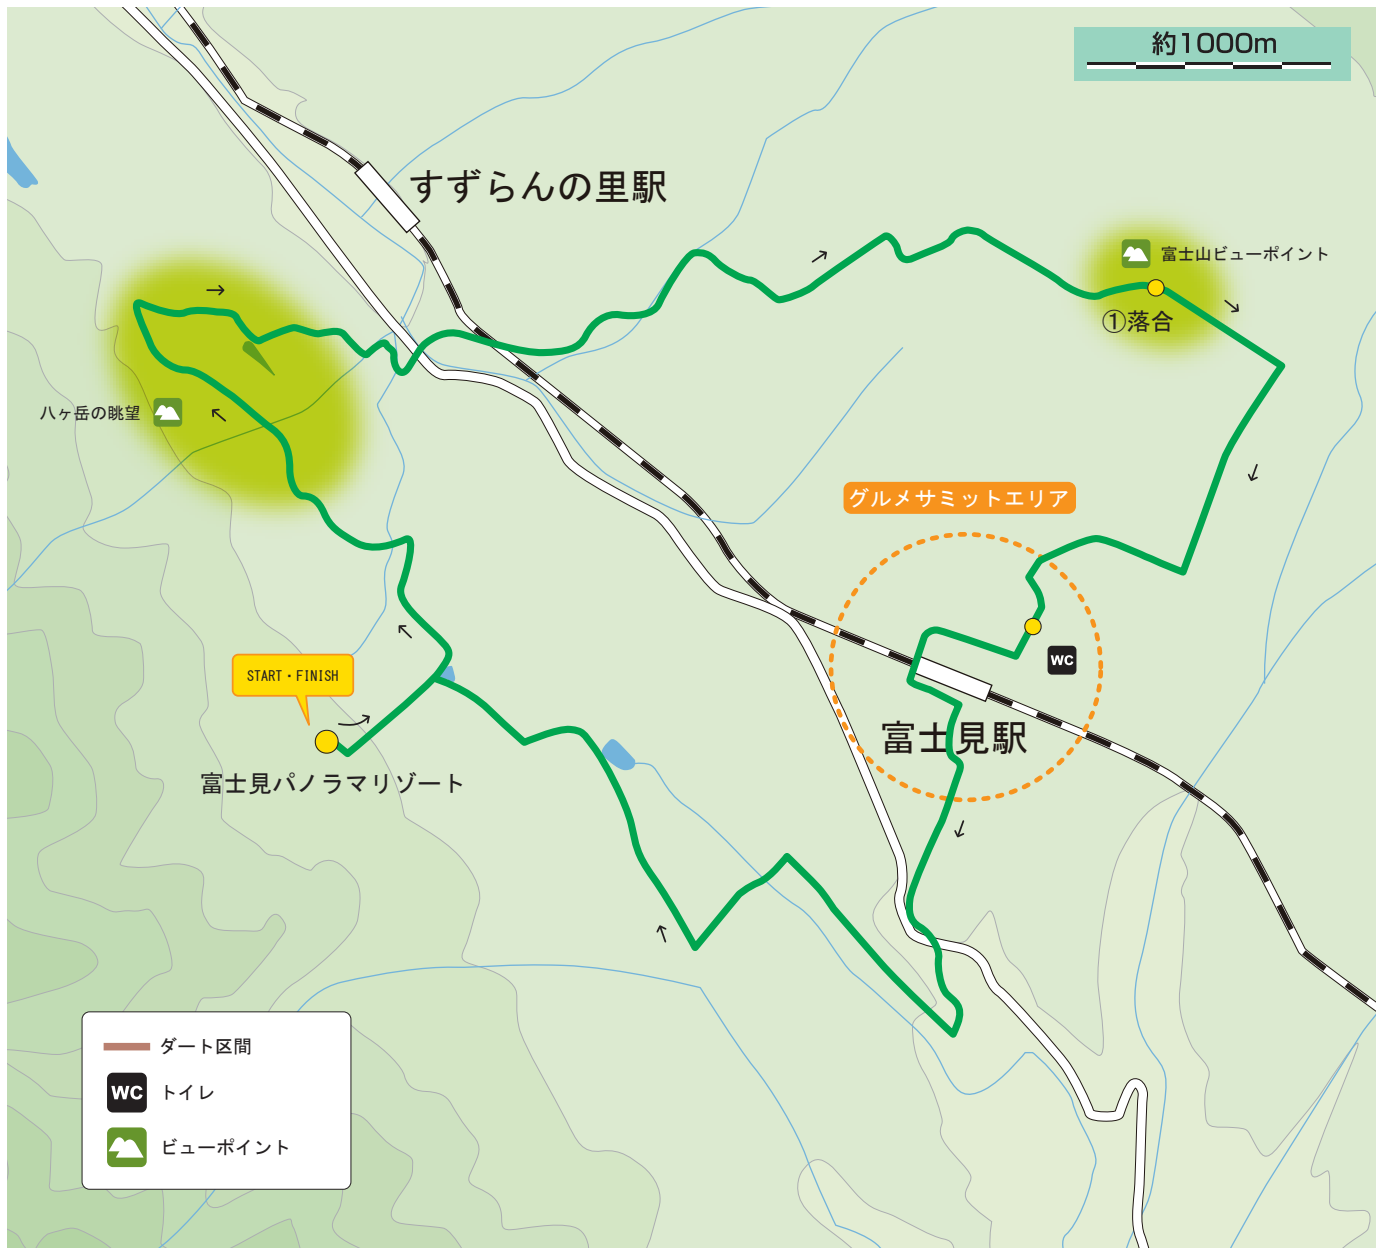 約1000m
すずらんの里駅
富士山ビューポイント
①落合
八ヶ岳の眺望
グルメサミットエリア
WC
START・FINISH
富士見駅
富士見パノラマリゾート
ダート区間
WC トイレ
ビューポイント